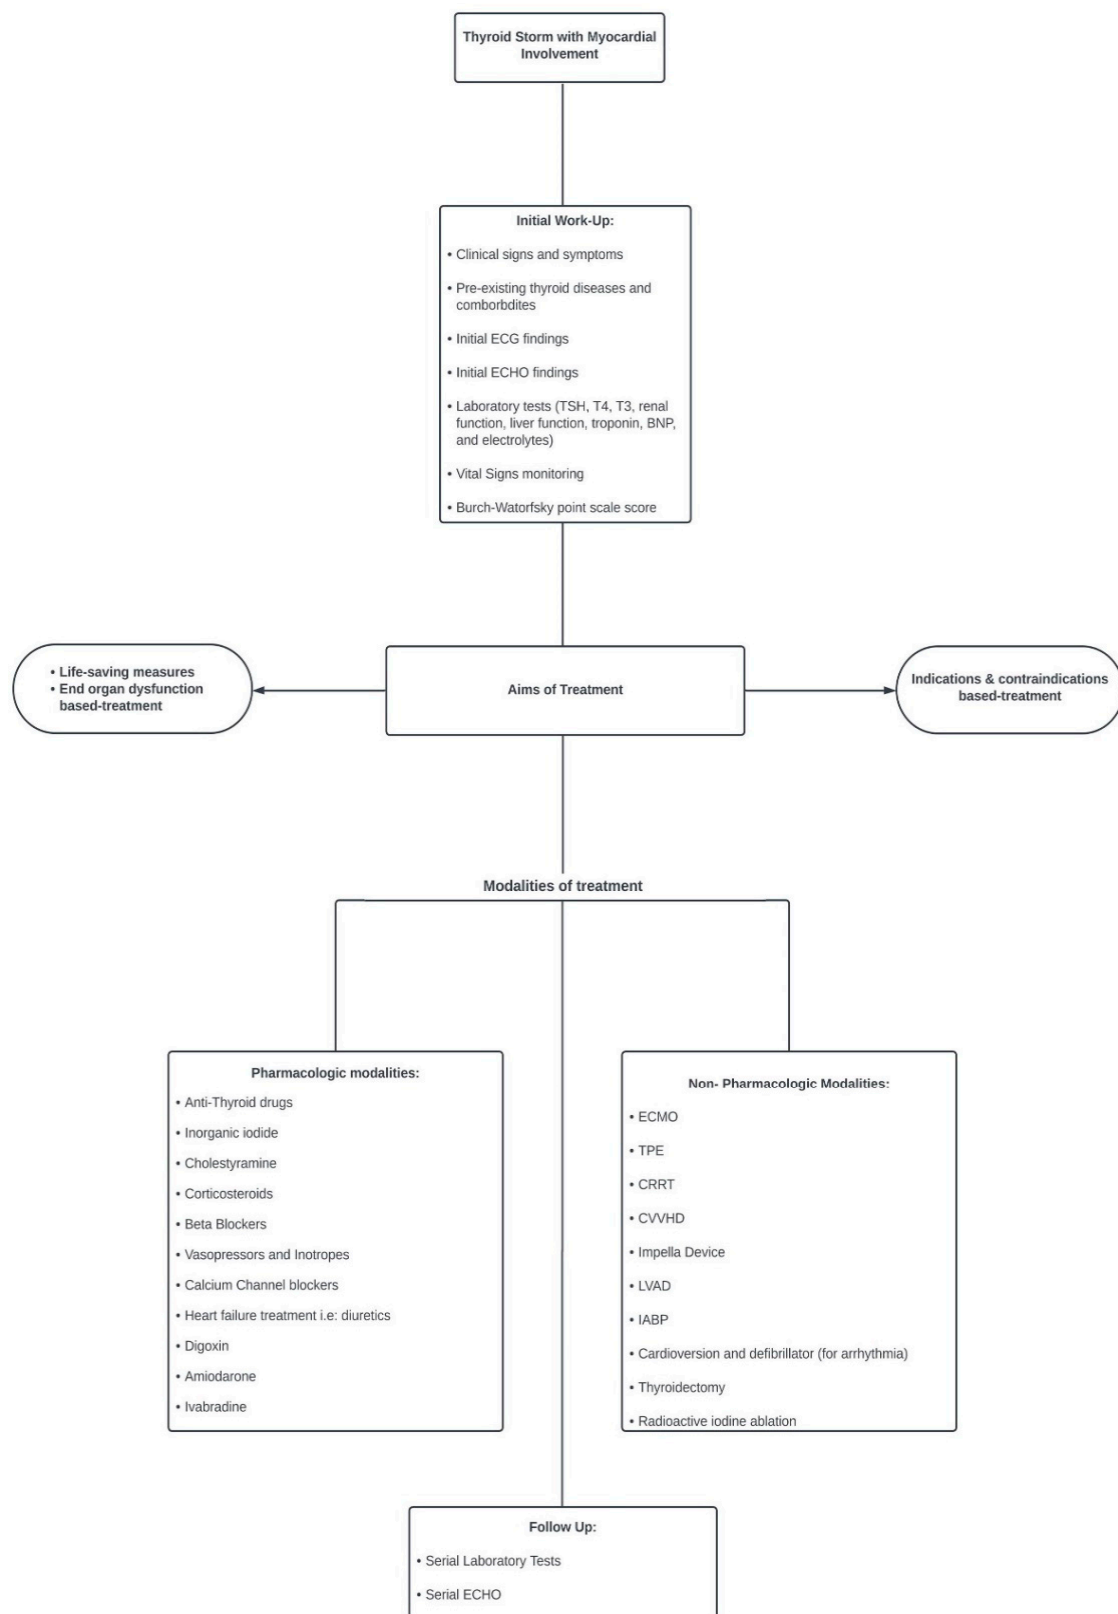 Thyroid Storm with Myocardial
Involvement
Initial Work-Up:
• Clinical signs and symptoms
• Pre-existing thyroid diseases and
comborbdites
• Initial ECG findings
• Initial ECHO findings
• Laboratory tests (TSH, T4, T3, renal
function, liver function, troponin, BNP,
and electrolytes)
• Vital Signs monitoring
• Burch-Watorfsky point scale score
• Life-saving measures
• End organ dysfunction
based-treatment
Aims of Treatment
Indications & contraindications
based-treatment
Modalities of treatment
Pharmacologic modalities:
• Anti-Thyroid drugs
• Inorganic iodide
• Cholestyramine
• Corticosteroids
• Beta Blockers
• Vasopressors and Inotropes
• Calcium Channel blockers
• Heart failure treatment i.e: diuretics
• Digoxin
• Amiodarone
• Ivabradine
Non- Pharmacologic Modalities:
• ECMO
• TPE
• CRRT
• CVVHD
• Impella Device
• LVAD
• IABP
• Cardioversion and defibrillator (for arrhythmia)
• Thyroidectomy
• Radioactive iodine ablation
Follow Up:
• Serial Laboratory Tests
• Serial ECHO